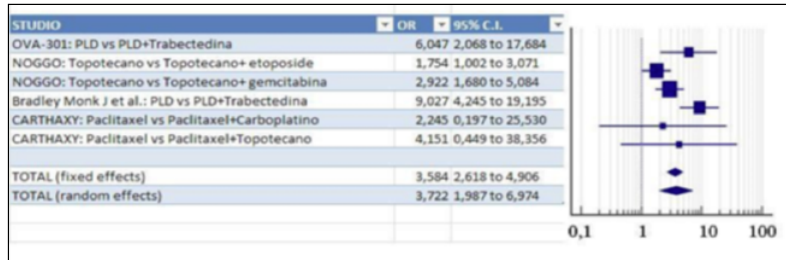 STUDIO OR 95% C.I.
OVA-301: PLD vs PLD+Trabectedina 6,047 2,068 to 17,684
NOGGO: Topotecano vs Topotecano+ etoposide 1,754 1,002 to 3,071
NOGGO: Topotecano vs Topotecano+ gemcitabina 2,922 1,680 to 5,084
Bradley Monk J et al.: PLD vs PLD+Trabectedina 9,027 4,245 to 19,195
CARTHAXY: Paclitaxel vs Paclitaxel+Carboplatino 2,245 0,197 to 25,530
CARTHAXY: Paclitaxel vs Paclitaxel+Topotecano 4,151 0,449 to 38,356
TOTAL (fixed effects) 3,584 2,618 to 4,906
TOTAL (random effects) 3,722 1,987 to 6,974
0,1 1 10 100